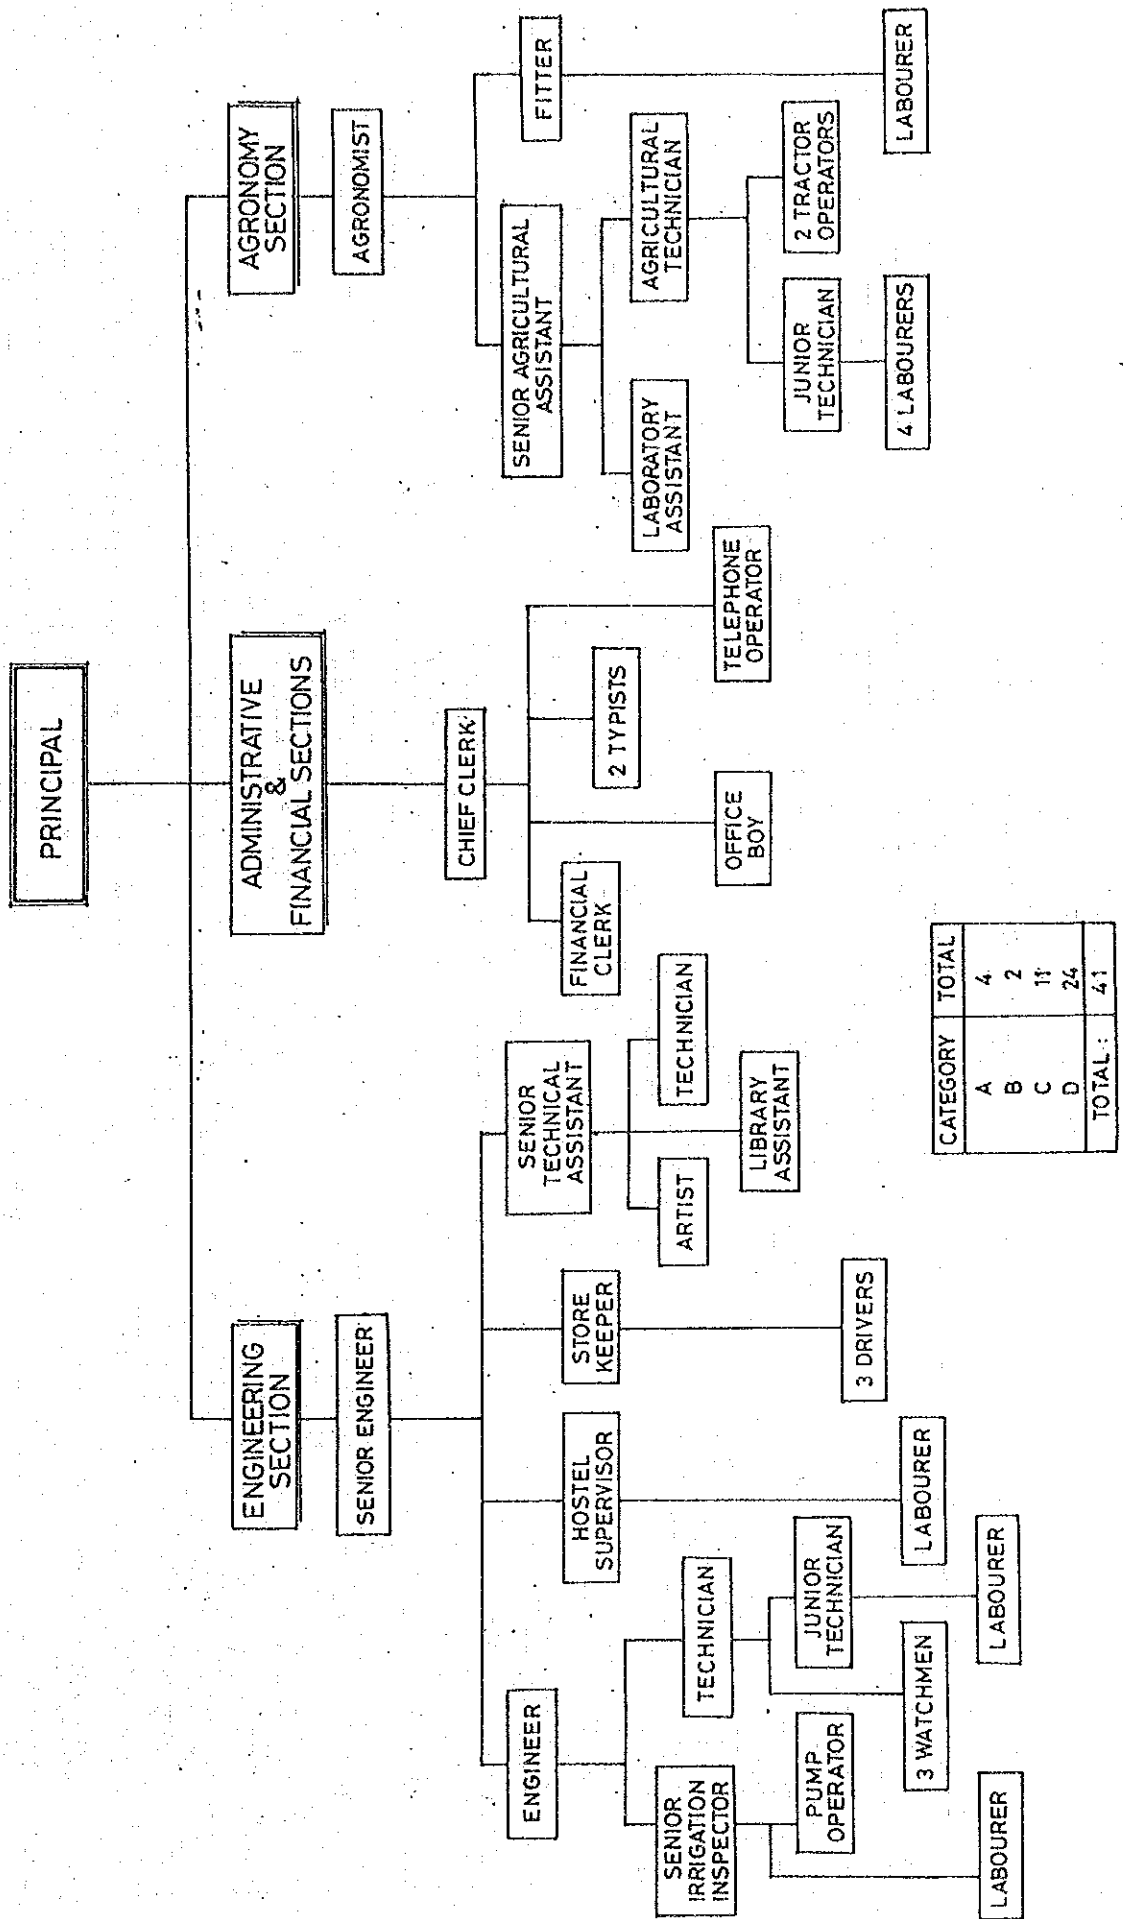 PRINCIPAL
ENGINEERING
SECTION
ADMINISTRATIVE
&
FINANCIAL SECTIONS
AGRONOMY
SECTION
SENIOR ENGINEER
AGRONOMIST
CHIEF CLERK
ENGINEER
HOSTEL
SUPERVISOR
STORE
KEEPER
SENIOR
TECHNICAL
ASSISTANT
FINANCIAL
CLERK
OFFICE
BOY
2 TYPISTS
TELEPHONE
OPERATOR
SENIOR AGRICULTURAL
ASSISTANT
FITTER
SENIOR
IRRIGATION
INSPECTOR
TECHNICIAN
ARTIST
LIBRARY
ASSISTANT
TECHNICIAN
LABORATORY
ASSISTANT
AGRICULTURAL
TECHNICIAN
PUMP
OPERATOR
JUNIOR
TECHNICIAN
3 DRIVERS
JUNIOR
TECHNICIAN
2 TRACTOR
OPERATORS
LABOURER
3 WATCHMEN
LABOURER
LABOURER
4 LABOURERS
LABOURER
CATEGORY TOTAL
A 4
B 2
C 11
D 24
TOTAL : 41